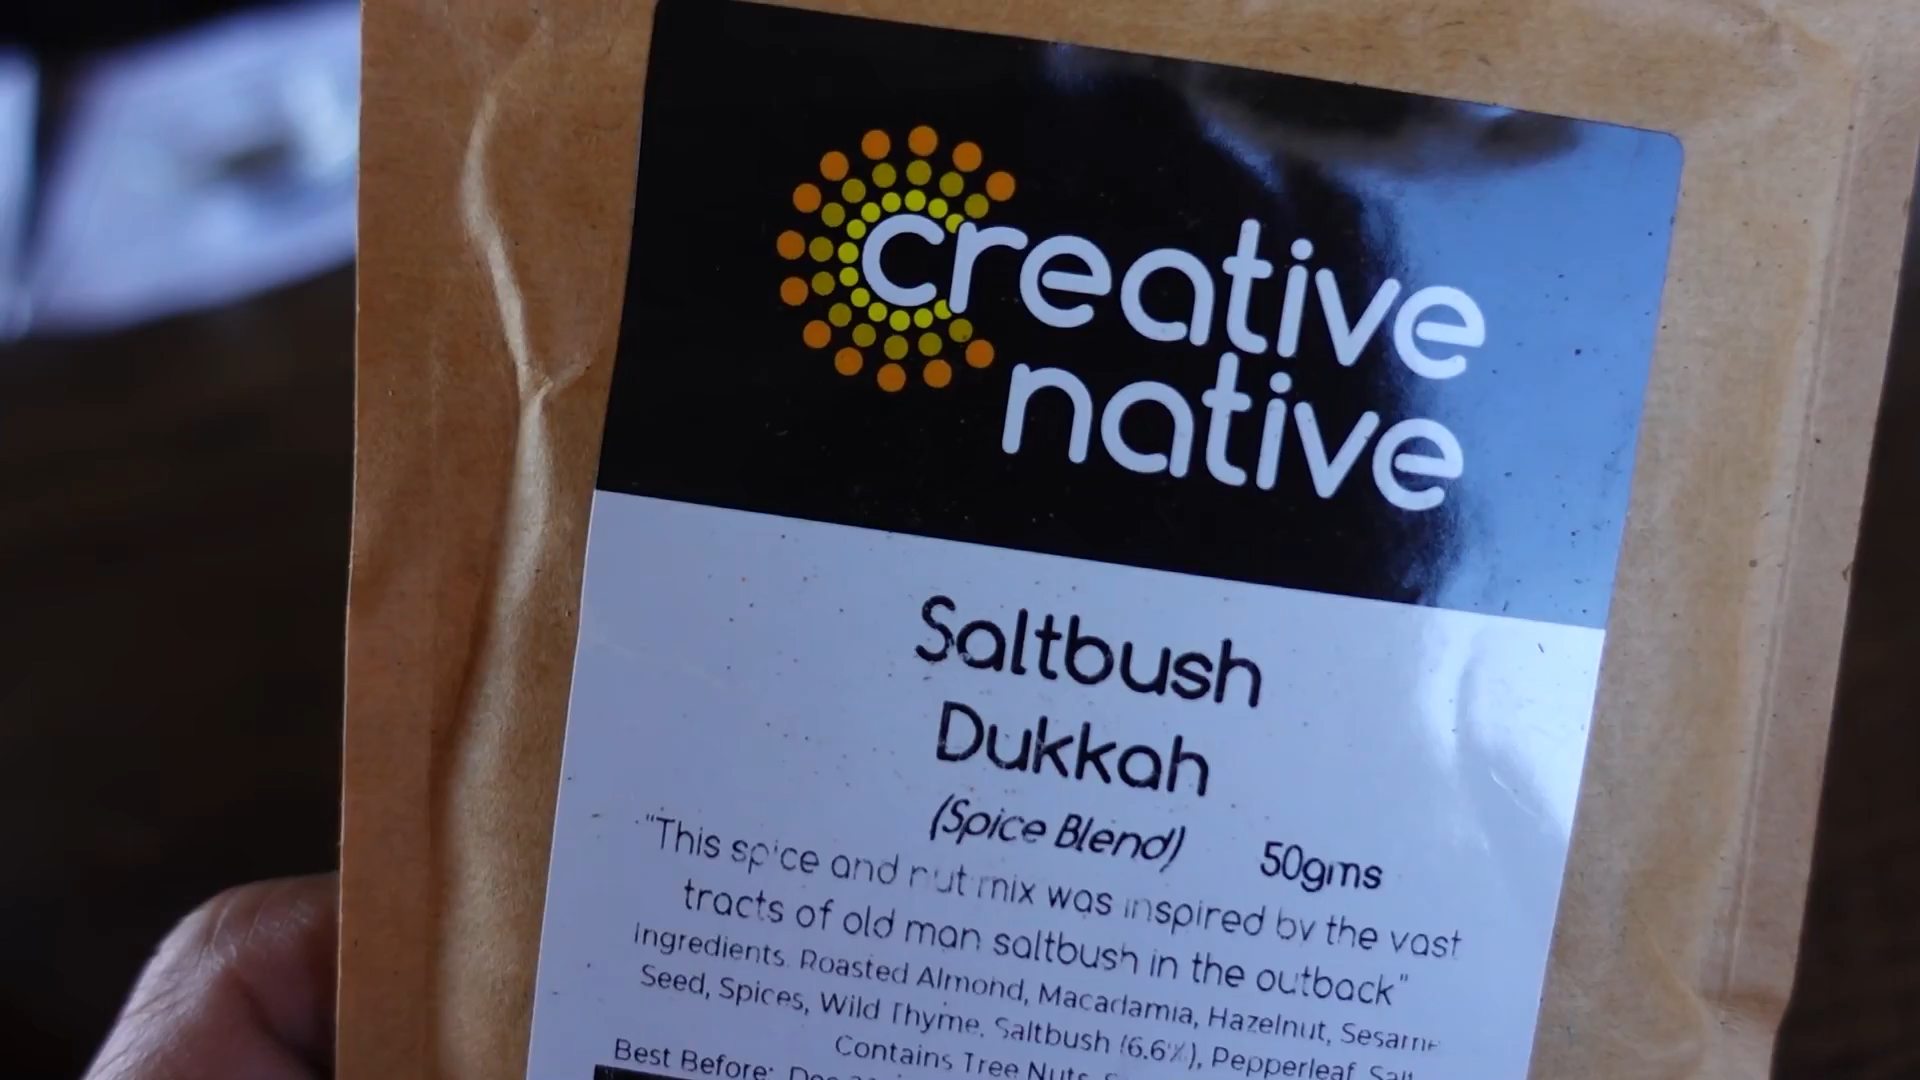 creative
native
Saltbush
Dukkah
(Spice Blend) 50gms
"This spice and nut mix was inspired by the vast
tracts of old man saltbush in the outback"
Ingredients. Roasted Almond, Macadamia, Hazelnut, Sesame
Seed, Spices, Wild Thyme, Saltbush (6.6%), Pepperleaf, Salt
Contains Tree Nuts,
Best Before: